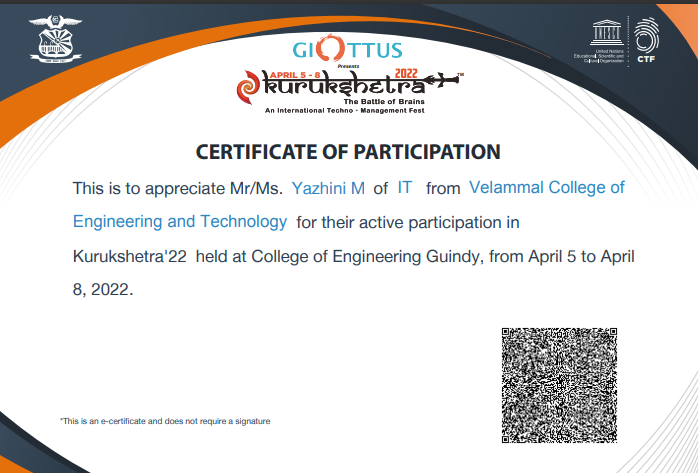 GIOTTUS
Presents
APRIL 5 - 8 2022
kurukshetra TM
The Battle of Brains
An International Techno - Management Fest
United Nations
Educational, Scientific and
Cultural Organization
CTF
CERTIFICATE OF PARTICIPATION
This is to appreciate Mr/Ms. Yazhini M of IT from Velammal College of
Engineering and Technology for their active participation in
Kurukshetra'22 held at College of Engineering Guindy, from April 5 to April
8, 2022.
*This is an e-certificate and does not require a signature